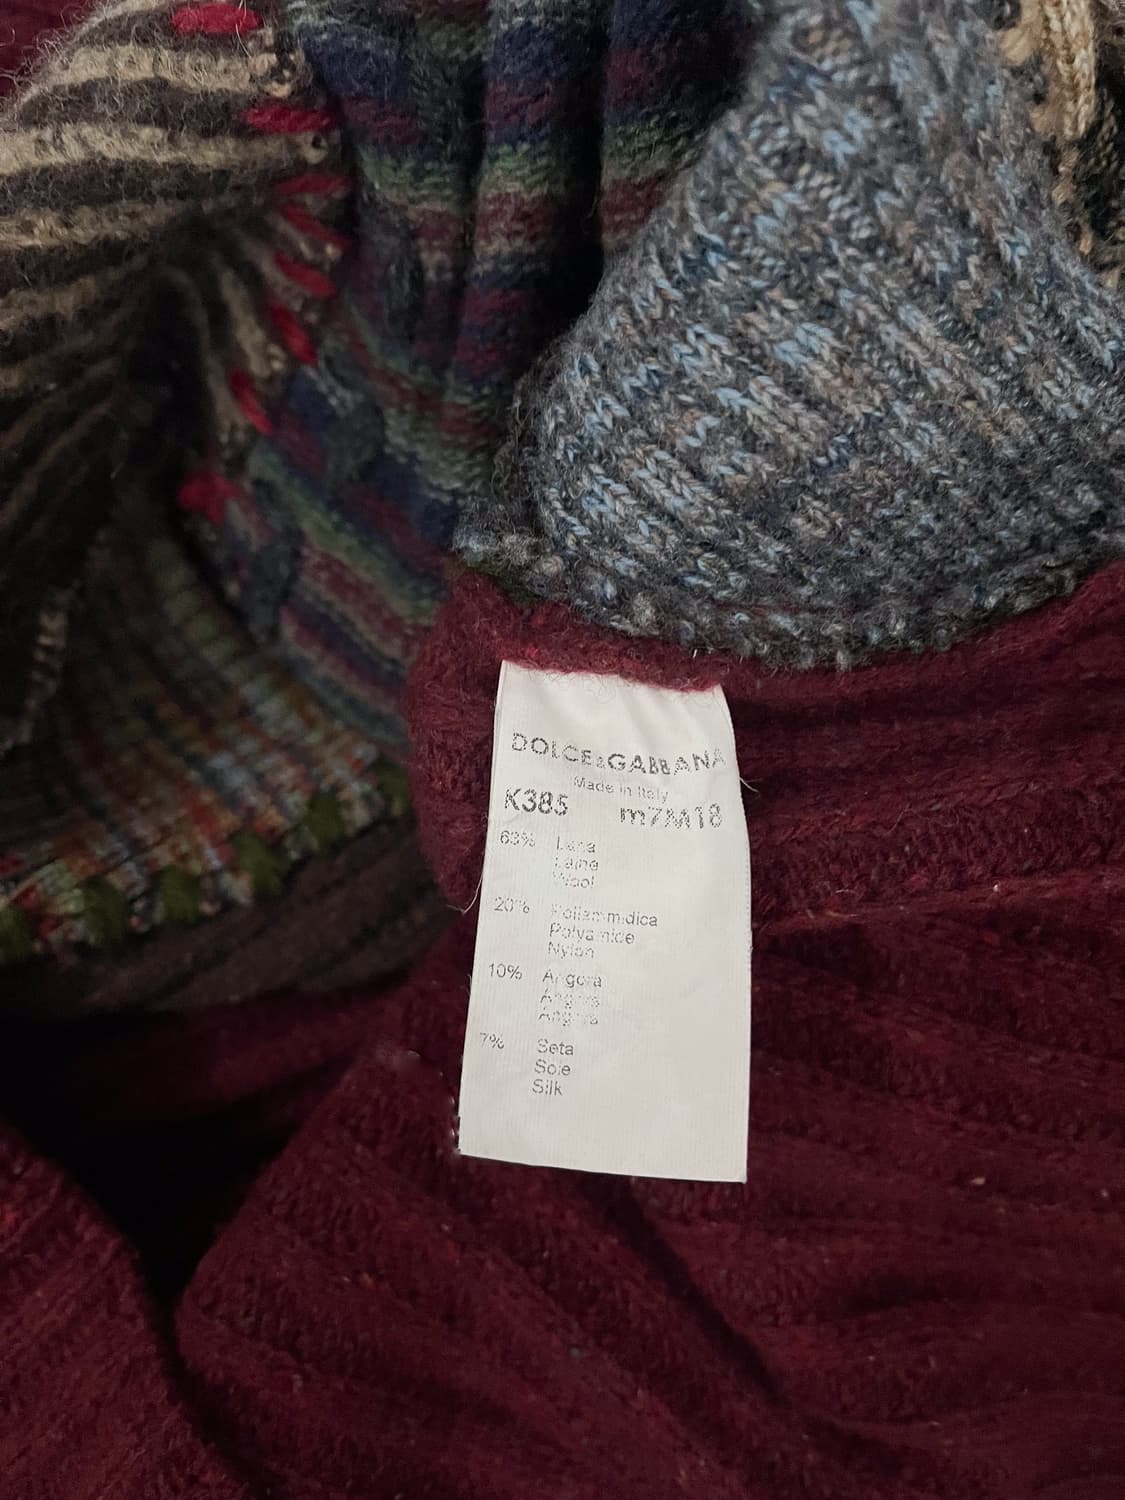 DOLCE&GABBANA
Made in Italy
K385 m7M18
63% Lana
Laine
Wool
20% Poliammidica
Polyamide
Nylon
10% Angora
Angora
Angora
7% Seta
Soie
Silk